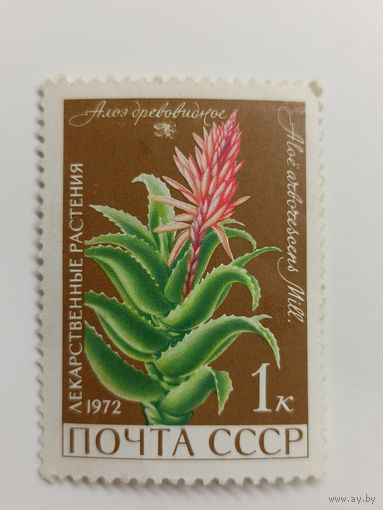 Алоэ древовидное
Aloë arborescens Mill.
ЛЕКАРСТВЕННЫЕ РАСТЕНИЯ
1972
1к
ПОЧТА СССР
www.ay.by